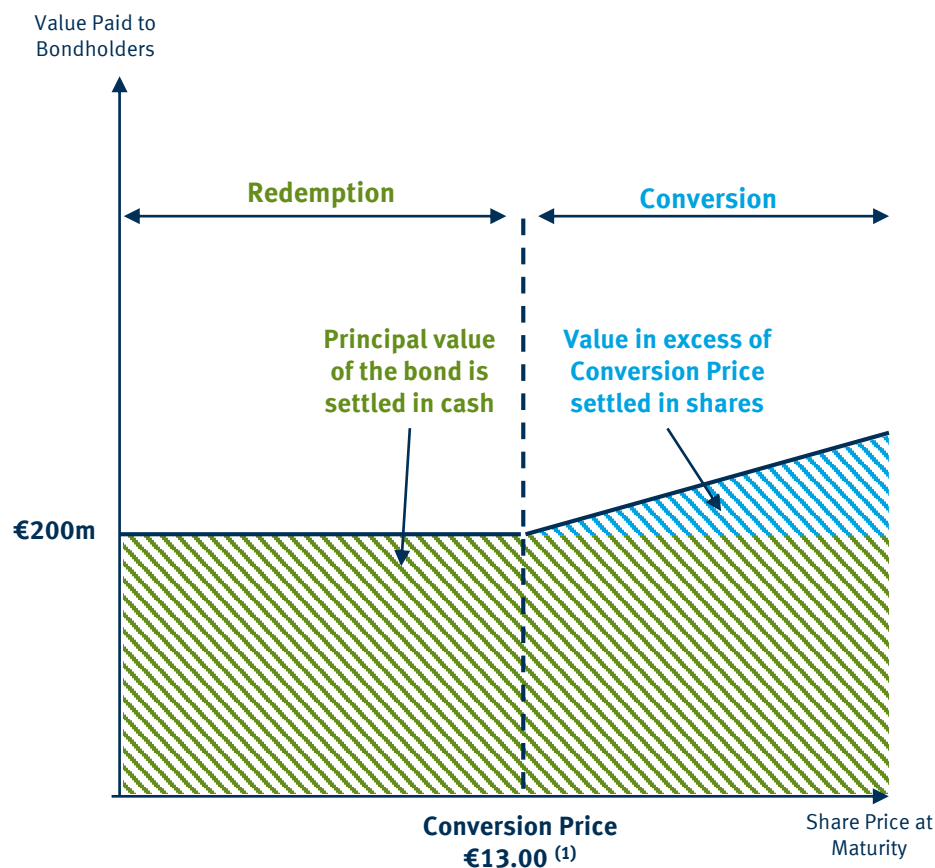 Value Paid to
Bondholders
Redemption
Conversion
Principal value
of the bond is
settled in cash
Value in excess of
Conversion Price
settled in shares
€200m
Conversion Price
€13.00 (1)
Share Price at
Maturity